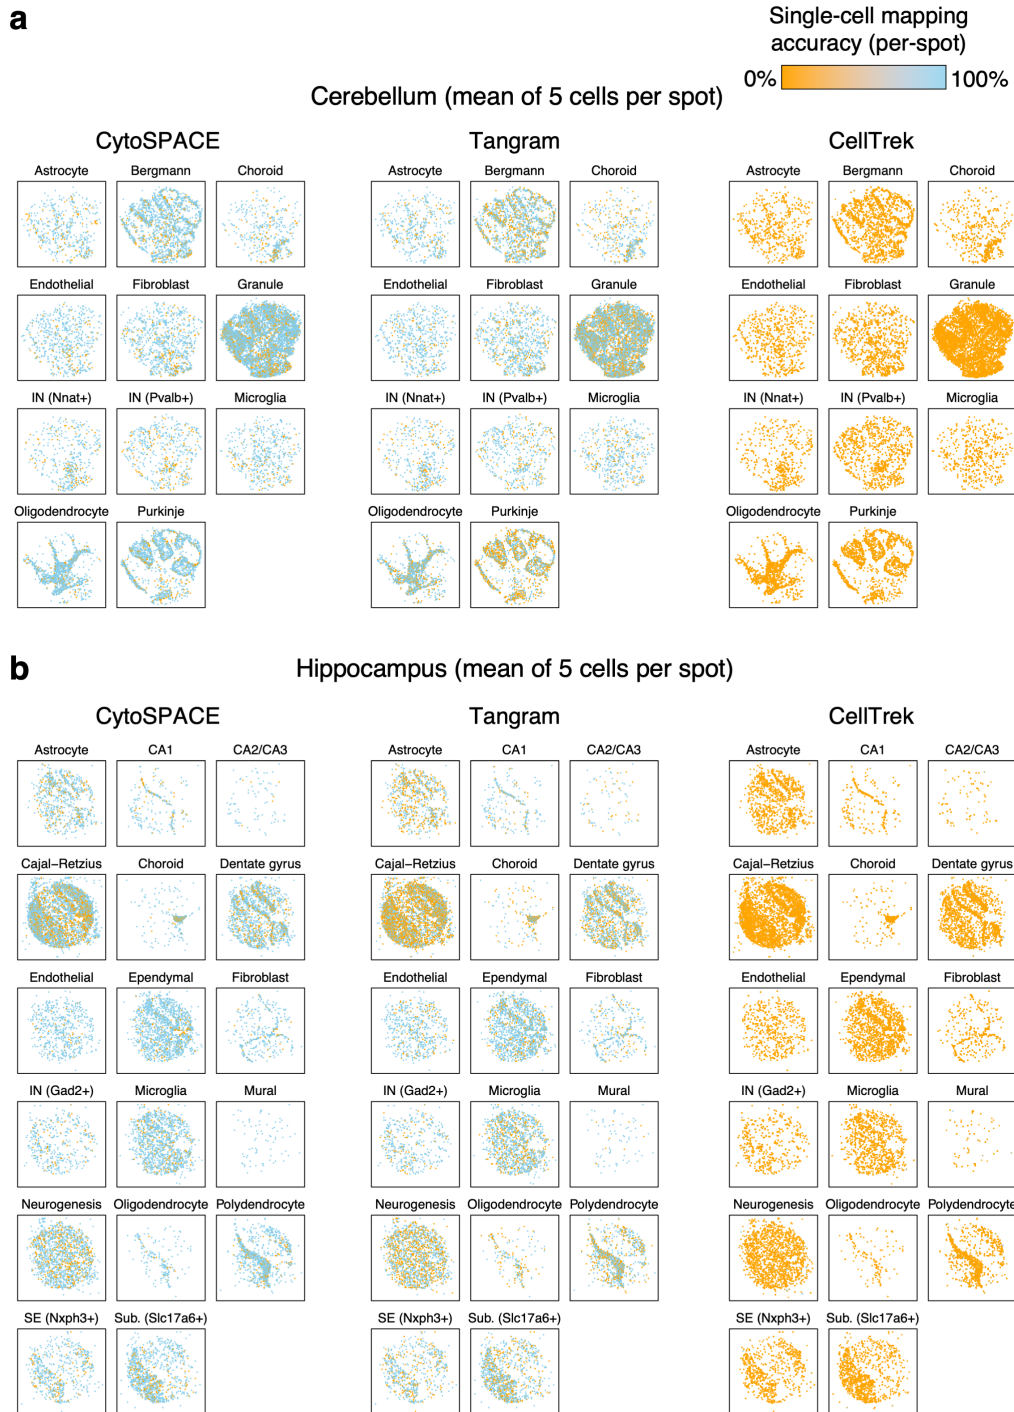 a
Single-cell mapping
accuracy (per-spot)
0% 100%
Cerebellum (mean of 5 cells per spot)
CytoSPACE Tangram CellTrek
Astrocyte Bergmann Choroid Astrocyte Bergmann Choroid Astrocyte Bergmann Choroid
Endothelial Fibroblast Granule Endothelial Fibroblast Granule Endothelial Fibroblast Granule
IN (Nnat+) IN (Pvalb+) Microglia IN (Nnat+) IN (Pvalb+) Microglia IN (Nnat+) IN (Pvalb+) Microglia
Oligodendrocyte Purkinje Oligodendrocyte Purkinje Oligodendrocyte Purkinje
b
Hippocampus (mean of 5 cells per spot)
CytoSPACE Tangram CellTrek
Astrocyte CA1 CA2/CA3 Astrocyte CA1 CA2/CA3 Astrocyte CA1 CA2/CA3
Cajal−Retzius Choroid Dentate gyrus Cajal−Retzius Choroid Dentate gyrus Cajal−Retzius Choroid Dentate gyrus
Endothelial Ependymal Fibroblast Endothelial Ependymal Fibroblast Endothelial Ependymal Fibroblast
IN (Gad2+) Microglia Mural IN (Gad2+) Microglia Mural IN (Gad2+) Microglia Mural
Neurogenesis Oligodendrocyte Polydendrocyte Neurogenesis Oligodendrocyte Polydendrocyte Neurogenesis Oligodendrocyte Polydendrocyte
SE (Nxph3+) Sub. (Slc17a6+) SE (Nxph3+) Sub. (Slc17a6+) SE (Nxph3+) Sub. (Slc17a6+)